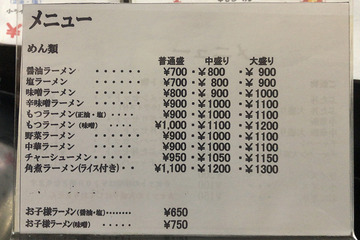 メニュー
めん類
普通盛 中盛り 大盛り
醤油ラーメン ・・・・・・ ¥700・¥800 ・¥ 900
塩ラーメン ・・・・・・ ¥700・¥800 ・¥ 900
味噌ラーメン ・・・・・・ ¥800・¥ 900 ・¥1000
辛味噌ラーメン ・・・・・ ¥900・¥1000・¥1100
もつラーメン(正油・塩)・・・・・ ¥900・¥1000・¥1100
もつラーメン(味噌)・・・・・ ¥1,000・¥1100・¥1200
野菜ラーメン ・・・・・・ ¥900・¥1000・¥1100
中華ラーメン ・・・・・・ ¥900・¥1000・¥1100
チャーシューメン ・・・・ ¥950・¥1050・¥1150
角煮ラーメン(ライス付き)・・ ¥1,100・¥1200・¥1300
お子様ラーメン(醤油・塩)‥‥‥‥ ¥650
お子様ラーメン(味噌)・・・・・ ¥750